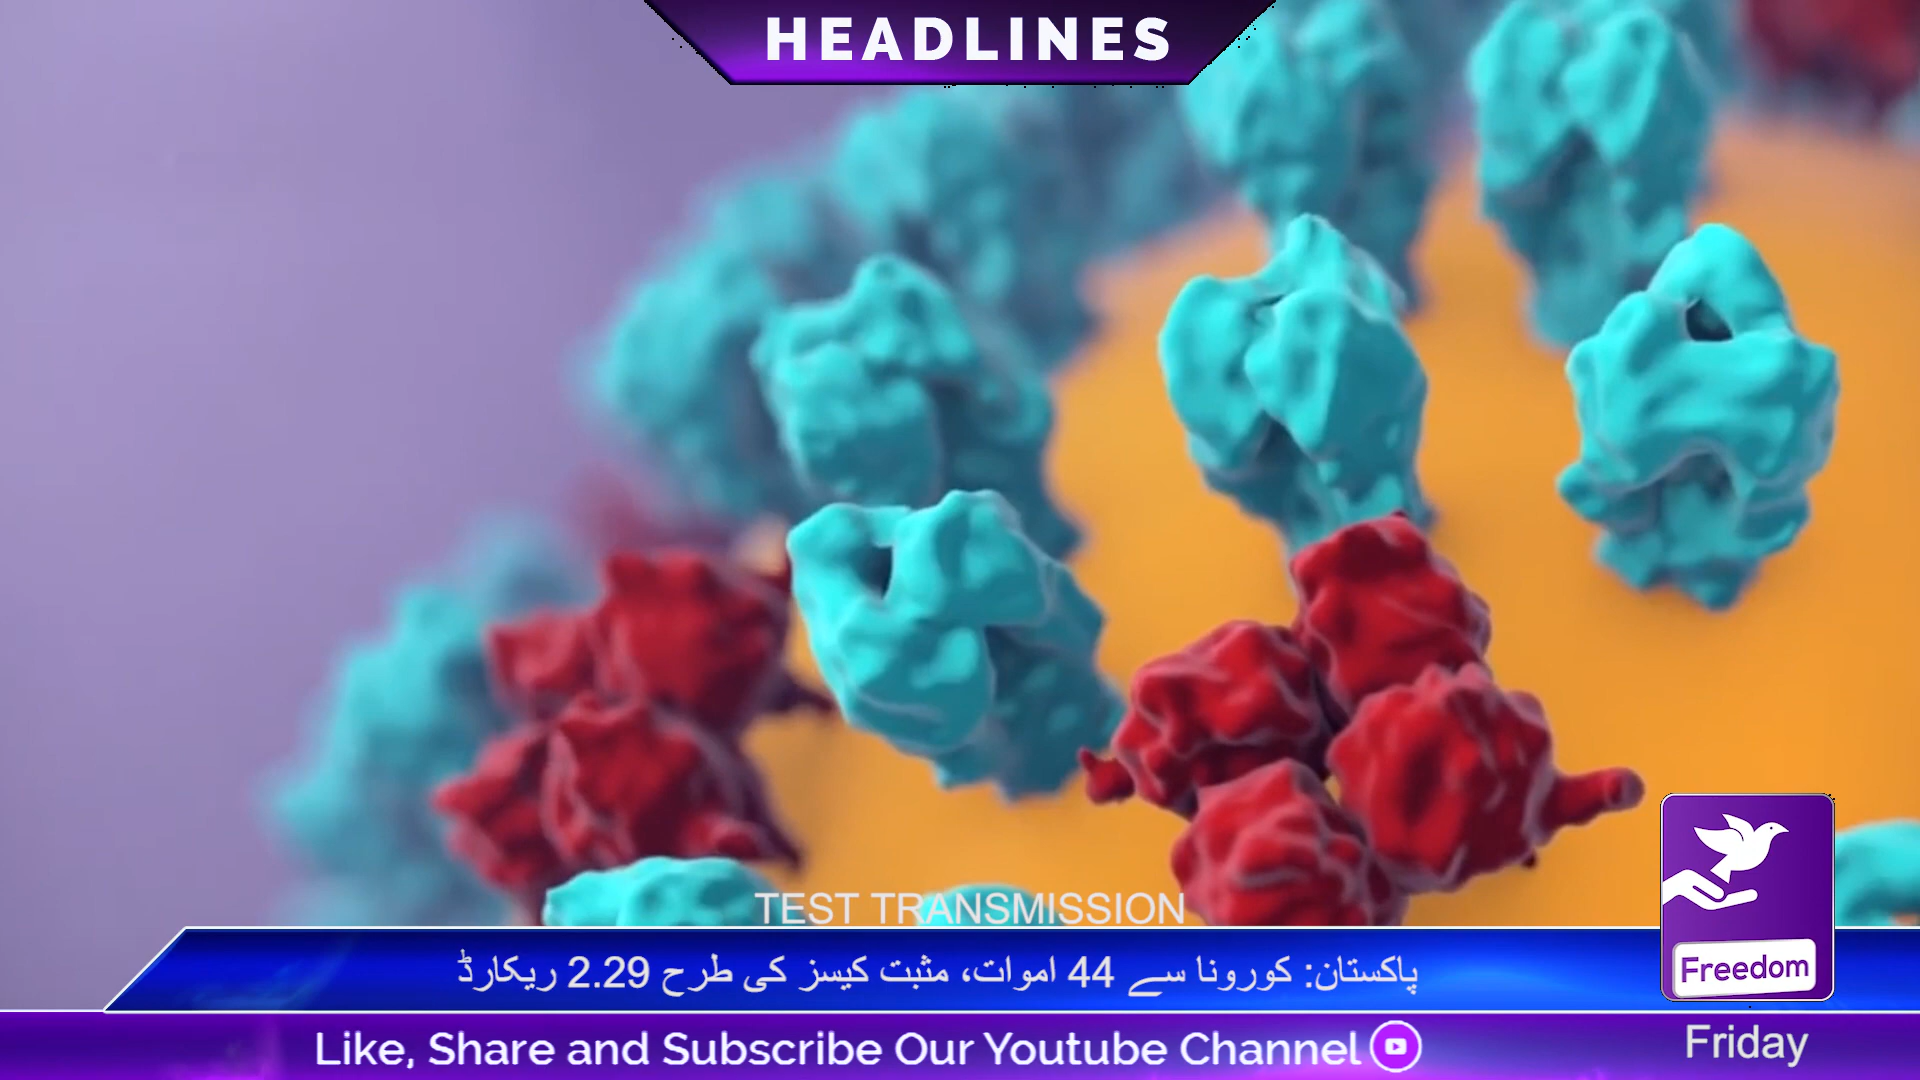 HEADLINES
TEST TRANSMISSION
پاکستان: کورونا سے 44 اموات، مثبت کیسز کی طرح 2.29 ریکارڈ
Freedom
Like, Share and Subscribe Our Youtube Channel
Friday